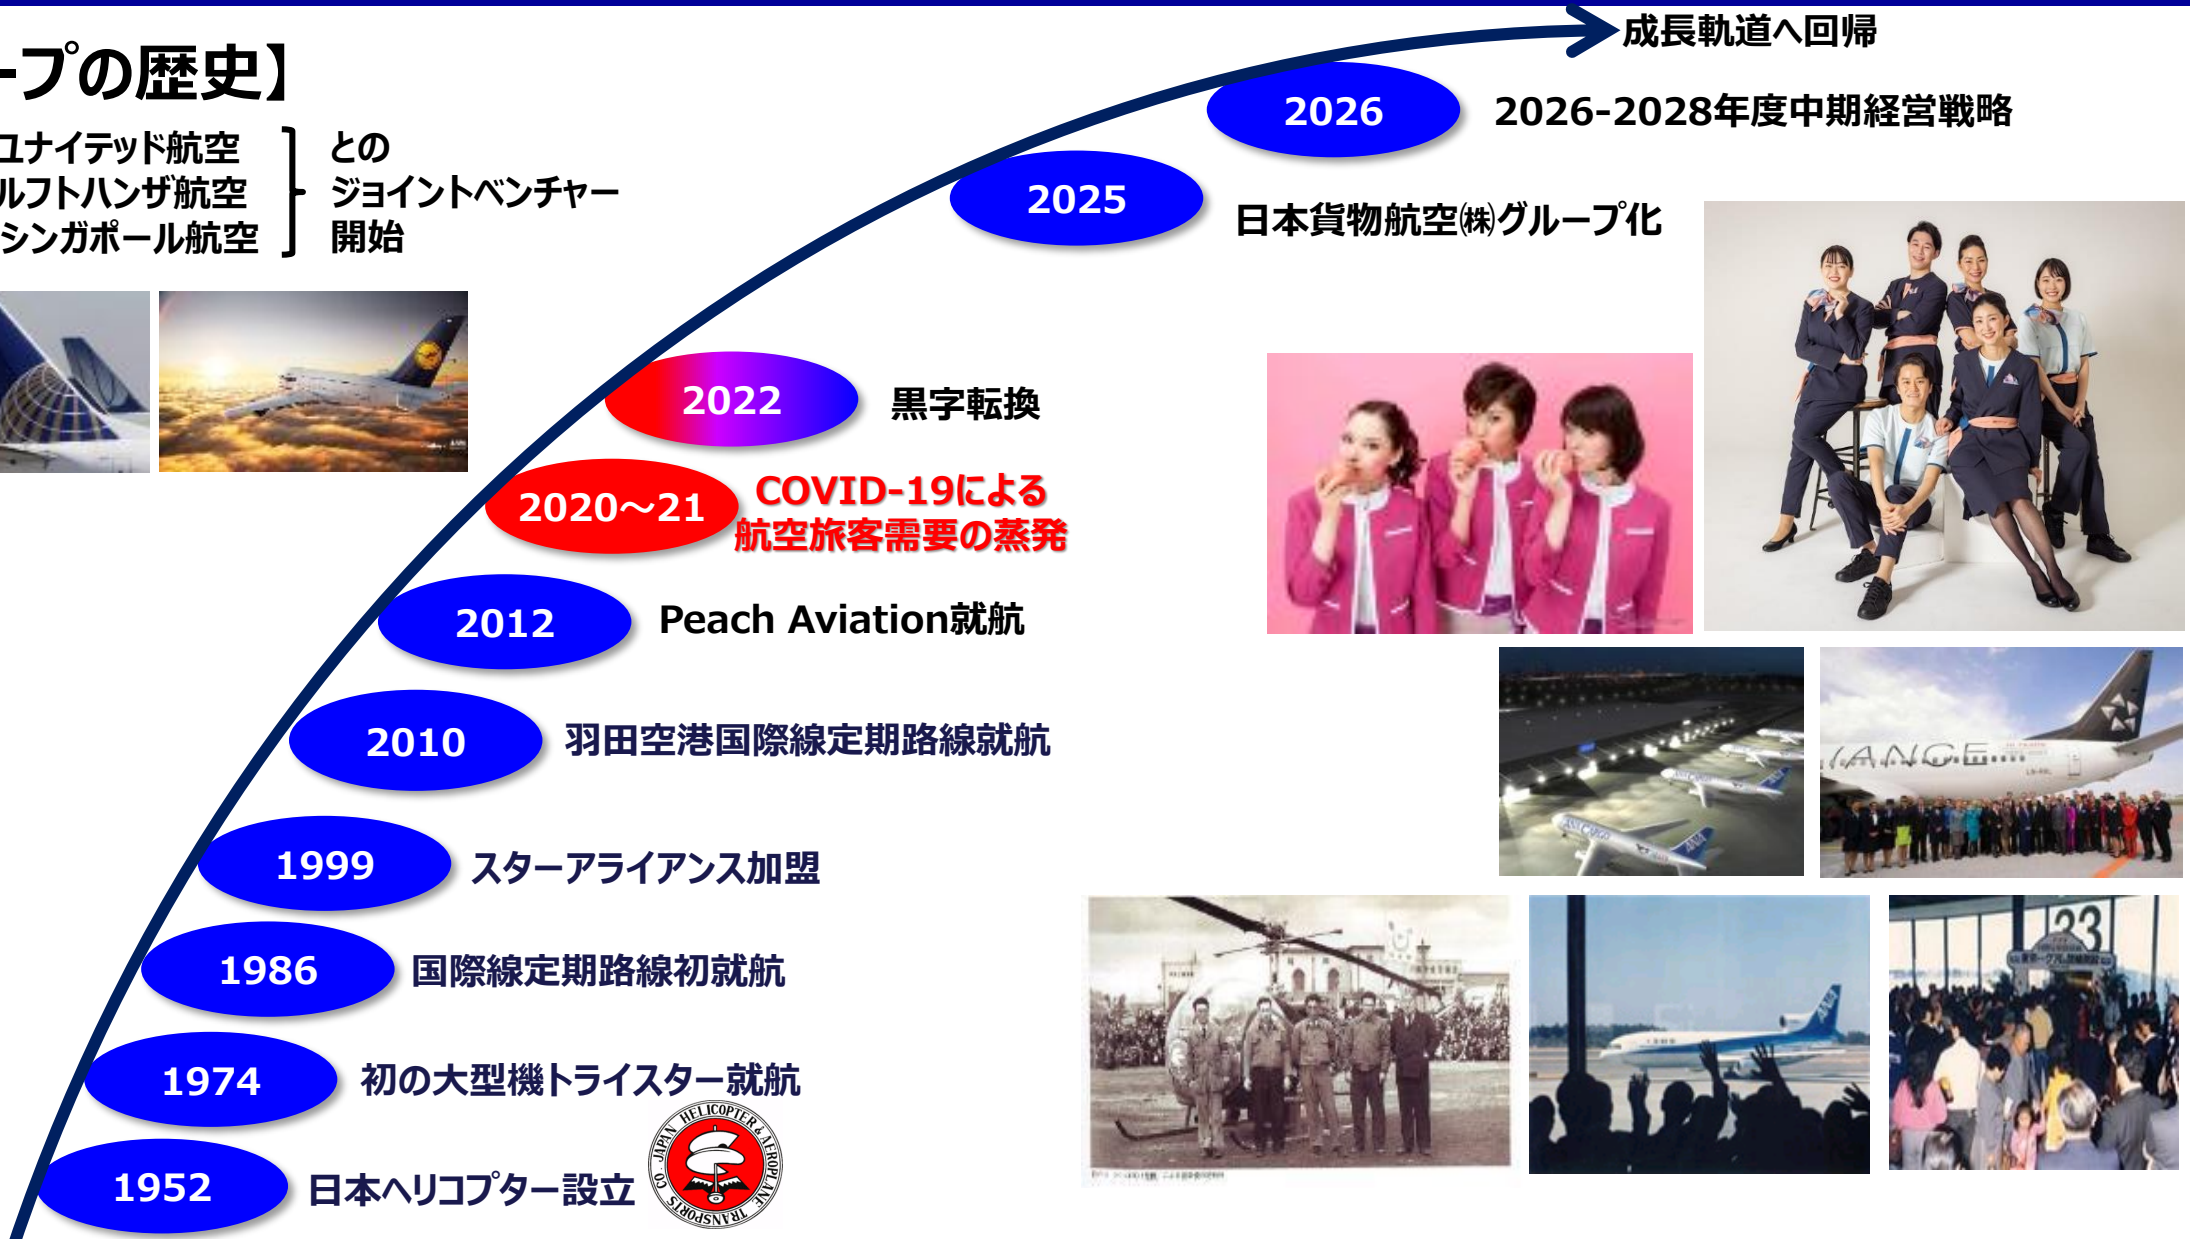 ープの歴史】
ユナイテッド航空
ルフトハンザ航空
シンガポール航空
との
ジョイントベンチャー
開始
成長軌道へ回帰
2026
2026-2028年度中期経営戦略
2025
日本貨物航空㈱グループ化
2022
黒字転換
2020～21
COVID-19による
航空旅客需要の蒸発
2012
Peach Aviation就航
2010
羽田空港国際線定期路線就航
1999
スターアライアンス加盟
1986
国際線定期路線初就航
1974
初の大型機トライスター就航
1952
日本ヘリコプター設立
JAPAN HELICOPTER & AEROPLANE TRANSPORTS CO.
ANA CARGO
ANA
IANCE
ANA
33